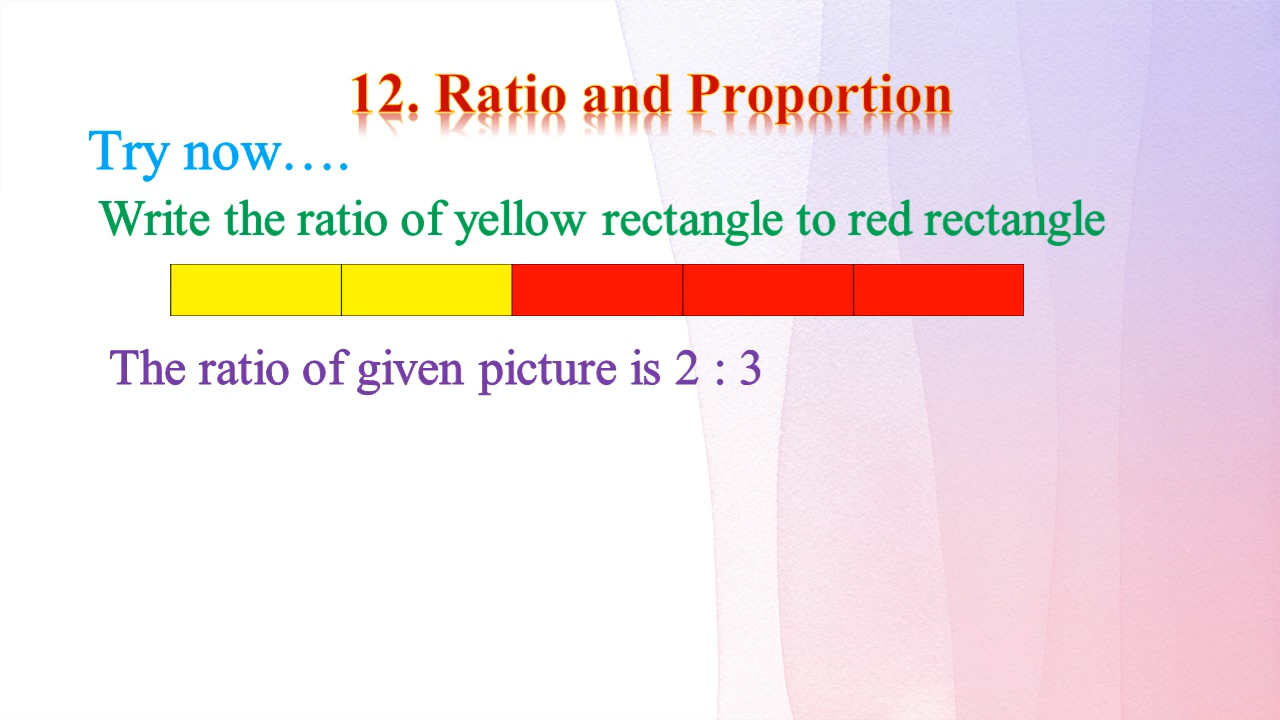 12. Ratio and Proportion
Try now....
Write the ratio of yellow rectangle to red rectangle
The ratio of given picture is 2 : 3